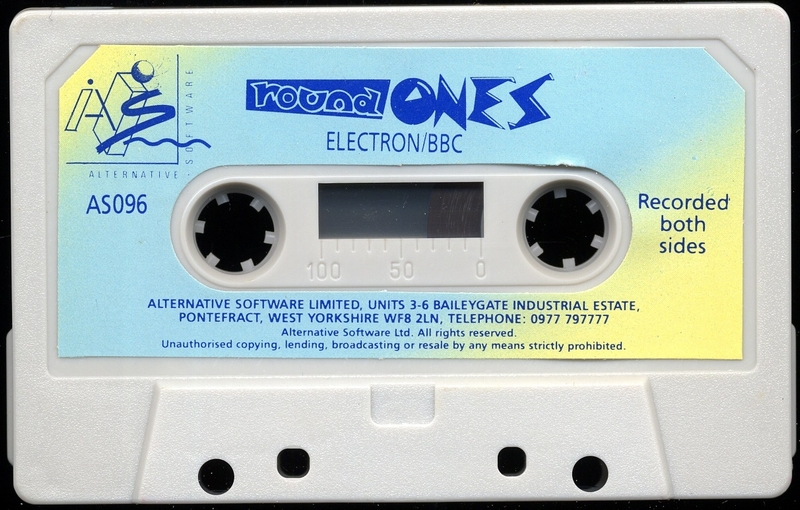 AS
SOFTWARE
ALTERNATIVE
round ONES
ELECTRON/BBC
AS096
Recorded
both
sides
100 50 0
ALTERNATIVE SOFTWARE LIMITED, UNITS 3-6 BAILEYGATE INDUSTRIAL ESTATE,
PONTEFRACT, WEST YORKSHIRE WF8 2LN, TELEPHONE: 0977 797777
Alternative Software Ltd. All rights reserved.
Unauthorised copying, lending, broadcasting or resale by any means strictly prohibited.